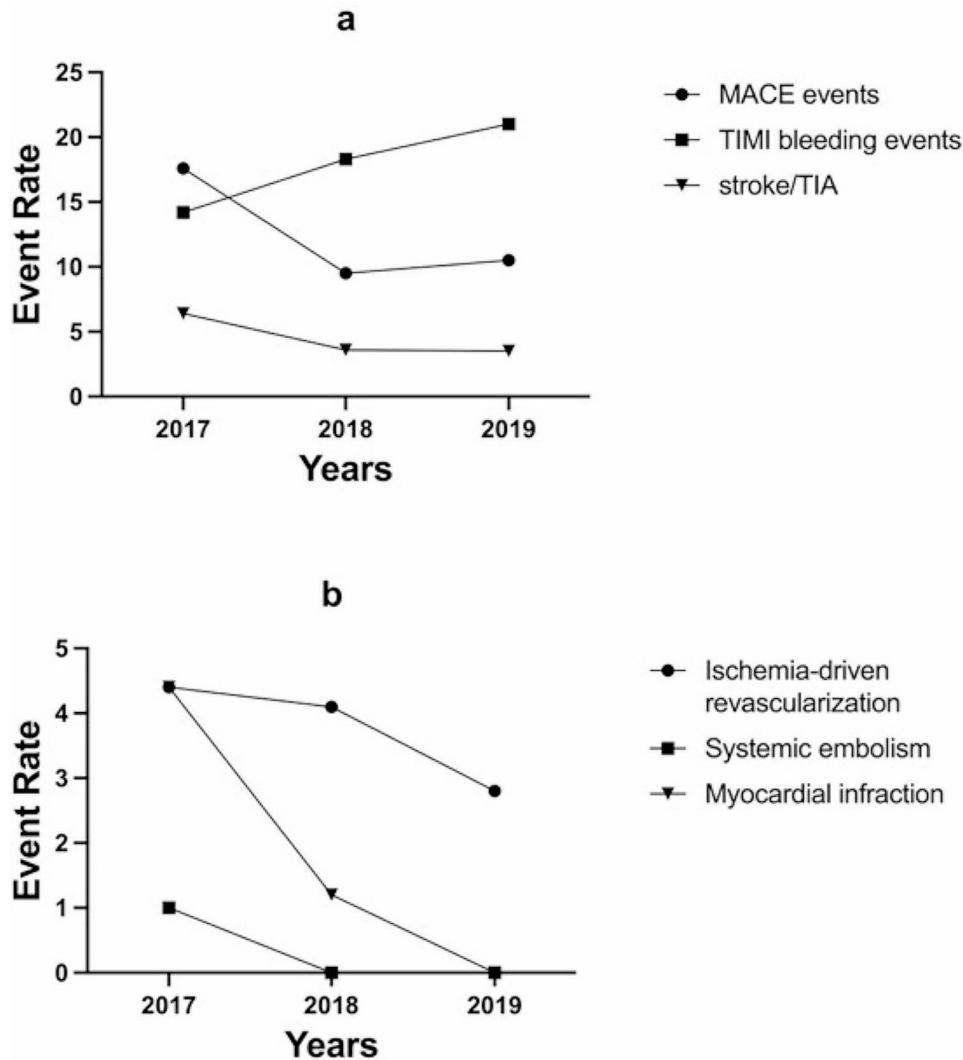 a
25
20
15
10
5
0
Event Rate
2017 2018 2019
Years
MACE events
TIMI bleeding events
stroke/TIA
b
5
4
3
2
1
0
Event Rate
2017 2018 2019
Years
Ischemia-driven
revascularization
Systemic embolism
Myocardial infraction